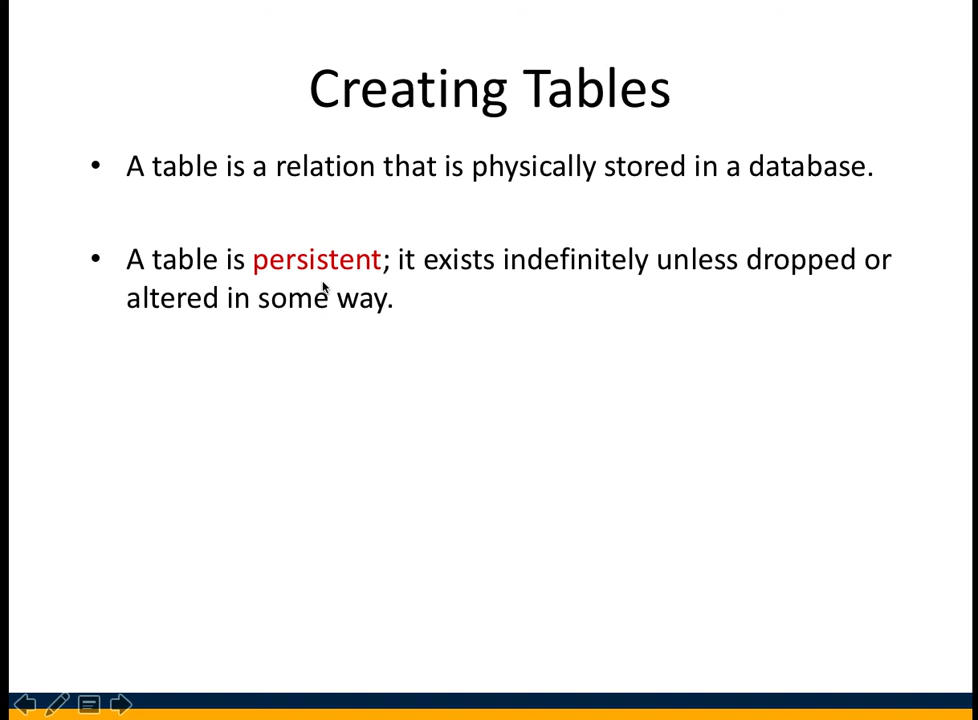 Creating Tables
• A table is a relation that is physically stored in a database.
• A table is persistent; it exists indefinitely unless dropped or
altered in some way.